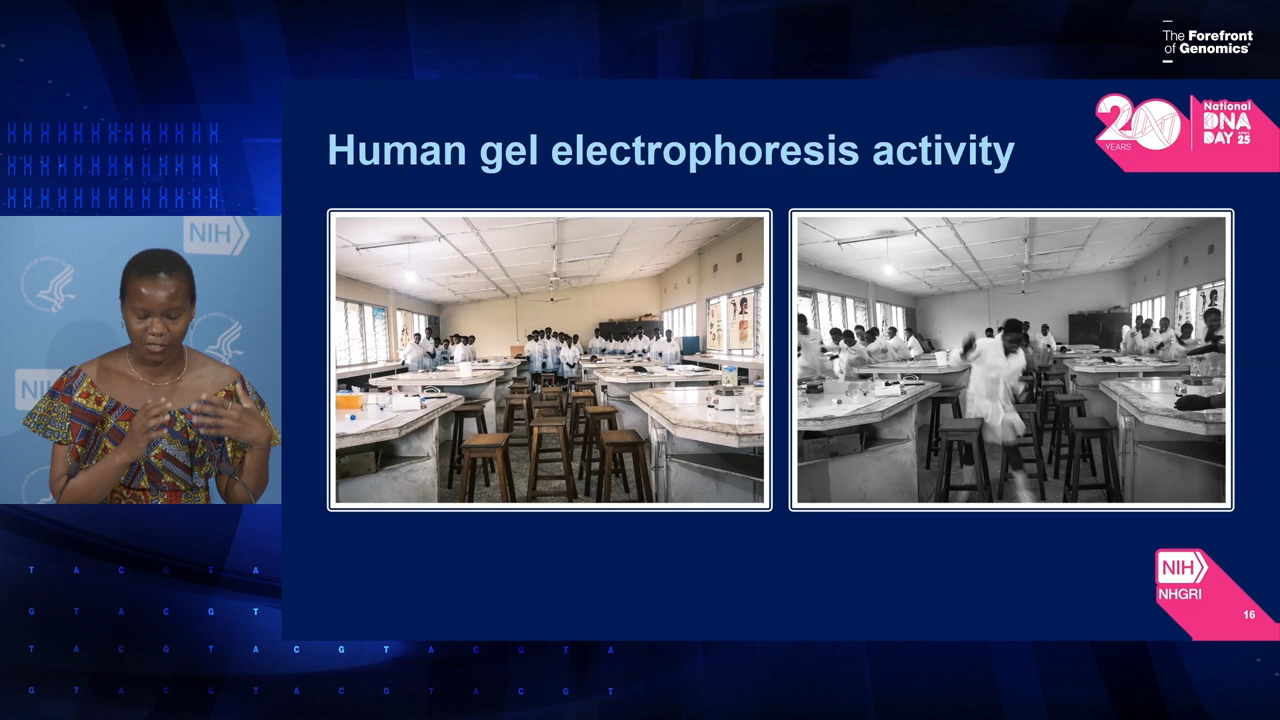 The Forefront
of Genomics®
20
YEARS
National
DNA
DAY APRIL 25
Human gel electrophoresis activity
NIH
NIH
NIH
NHGRI
16
T A C G T A
G T A C G T
T A C G T A C G T A C G T A
G T A C G T A C G T A C G T